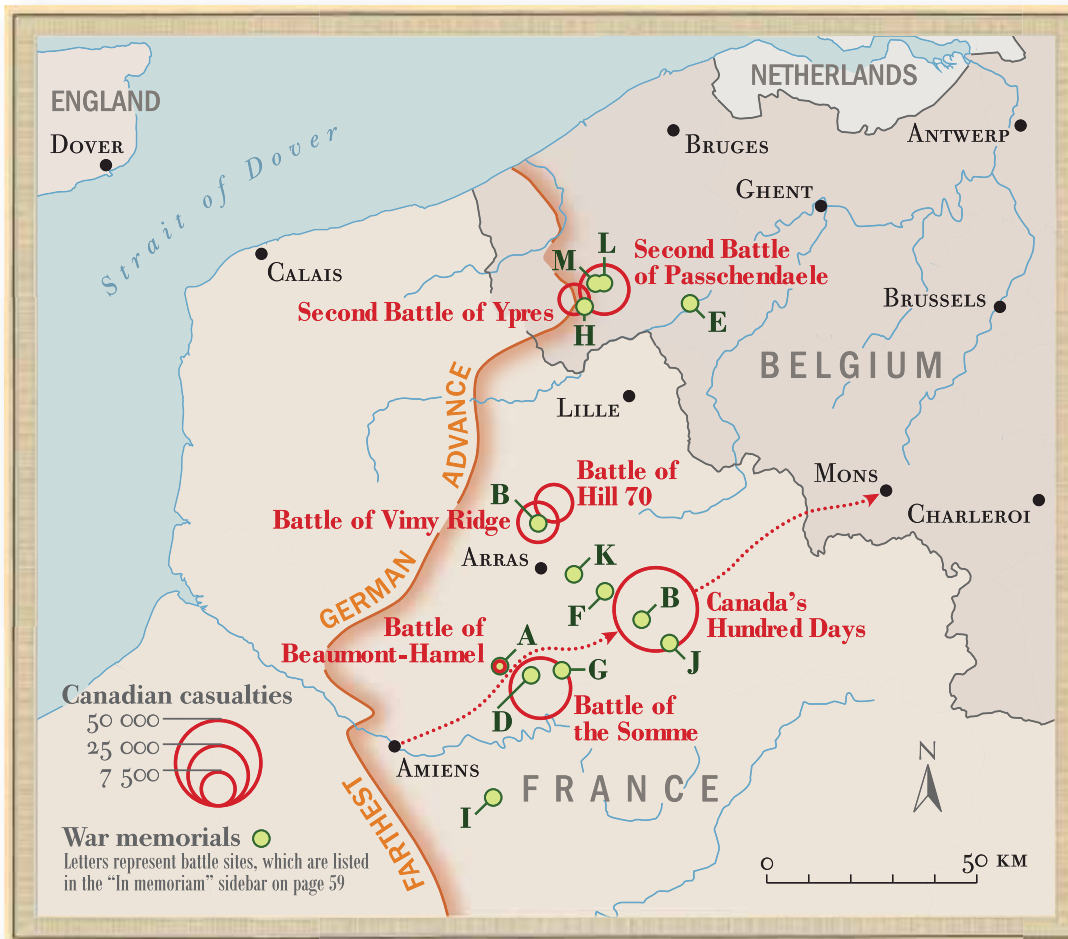 ENGLAND
NETHERLANDS
DOVER
Strait of Dover
BRUGES
ANTWERP
GHENT
CALAIS
L
M
Second Battle
of Passchendaele
Second Battle of Ypres
H
E
BRUSSELS
BELGIUM
LILLE
GERMAN ADVANCE
Battle of
Hill 70
B
Battle of Vimy Ridge
MONS
CHARLEROI
ARRAS
K
F
B
Canada's
Hundred Days
J
Battle of
Beaumont-Hamel
A
G
D
Battle of
the Somme
Canadian casualties
50 000
25 000
7 500
AMIENS
FRANCE
N
I
FARTHEST
War memorials
Letters represent battle sites, which are listed
in the "In memoriam" sidebar on page 59
0
50 KM